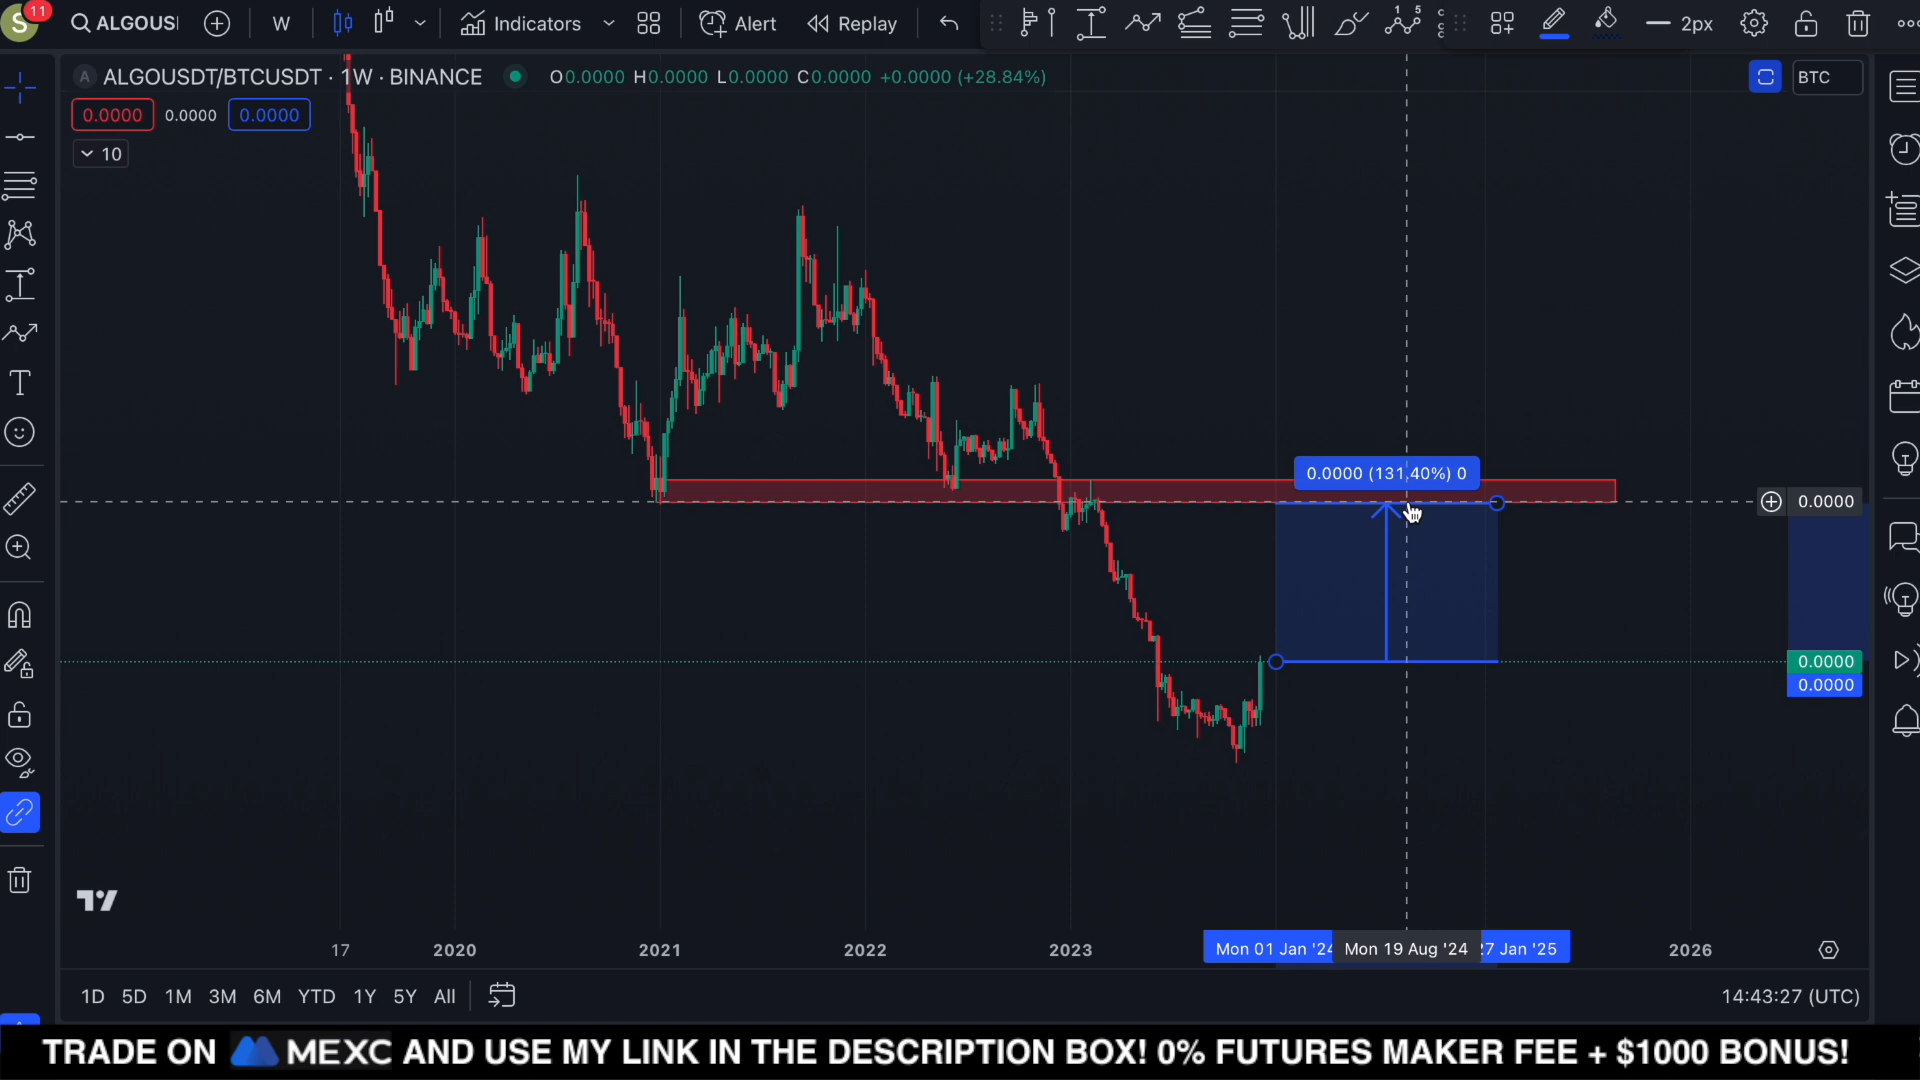 S 11 ALGOUS W Indicators Alert Replay 2px
A ALGOUSDT/BTCUSDT · 1W · BINANCE O0.0000 H0.0000 L0.0000 C0.0000 +0.0000 (+28.84%) BTC
0.0000 0.0000 0.0000
10
0.0000 (131.40%) 0
0.0000
0.0000
0.0000
17 2020 2021 2022 2023 Mon 01 Jan '24 Mon 19 Aug '24 27 Jan '25 2026
1D 5D 1M 3M 6M YTD 1Y 5Y All 14:43:27 (UTC)
TRADE ON MEXC AND USE MY LINK IN THE DESCRIPTION BOX! 0% FUTURES MAKER FEE + $1000 BONUS!